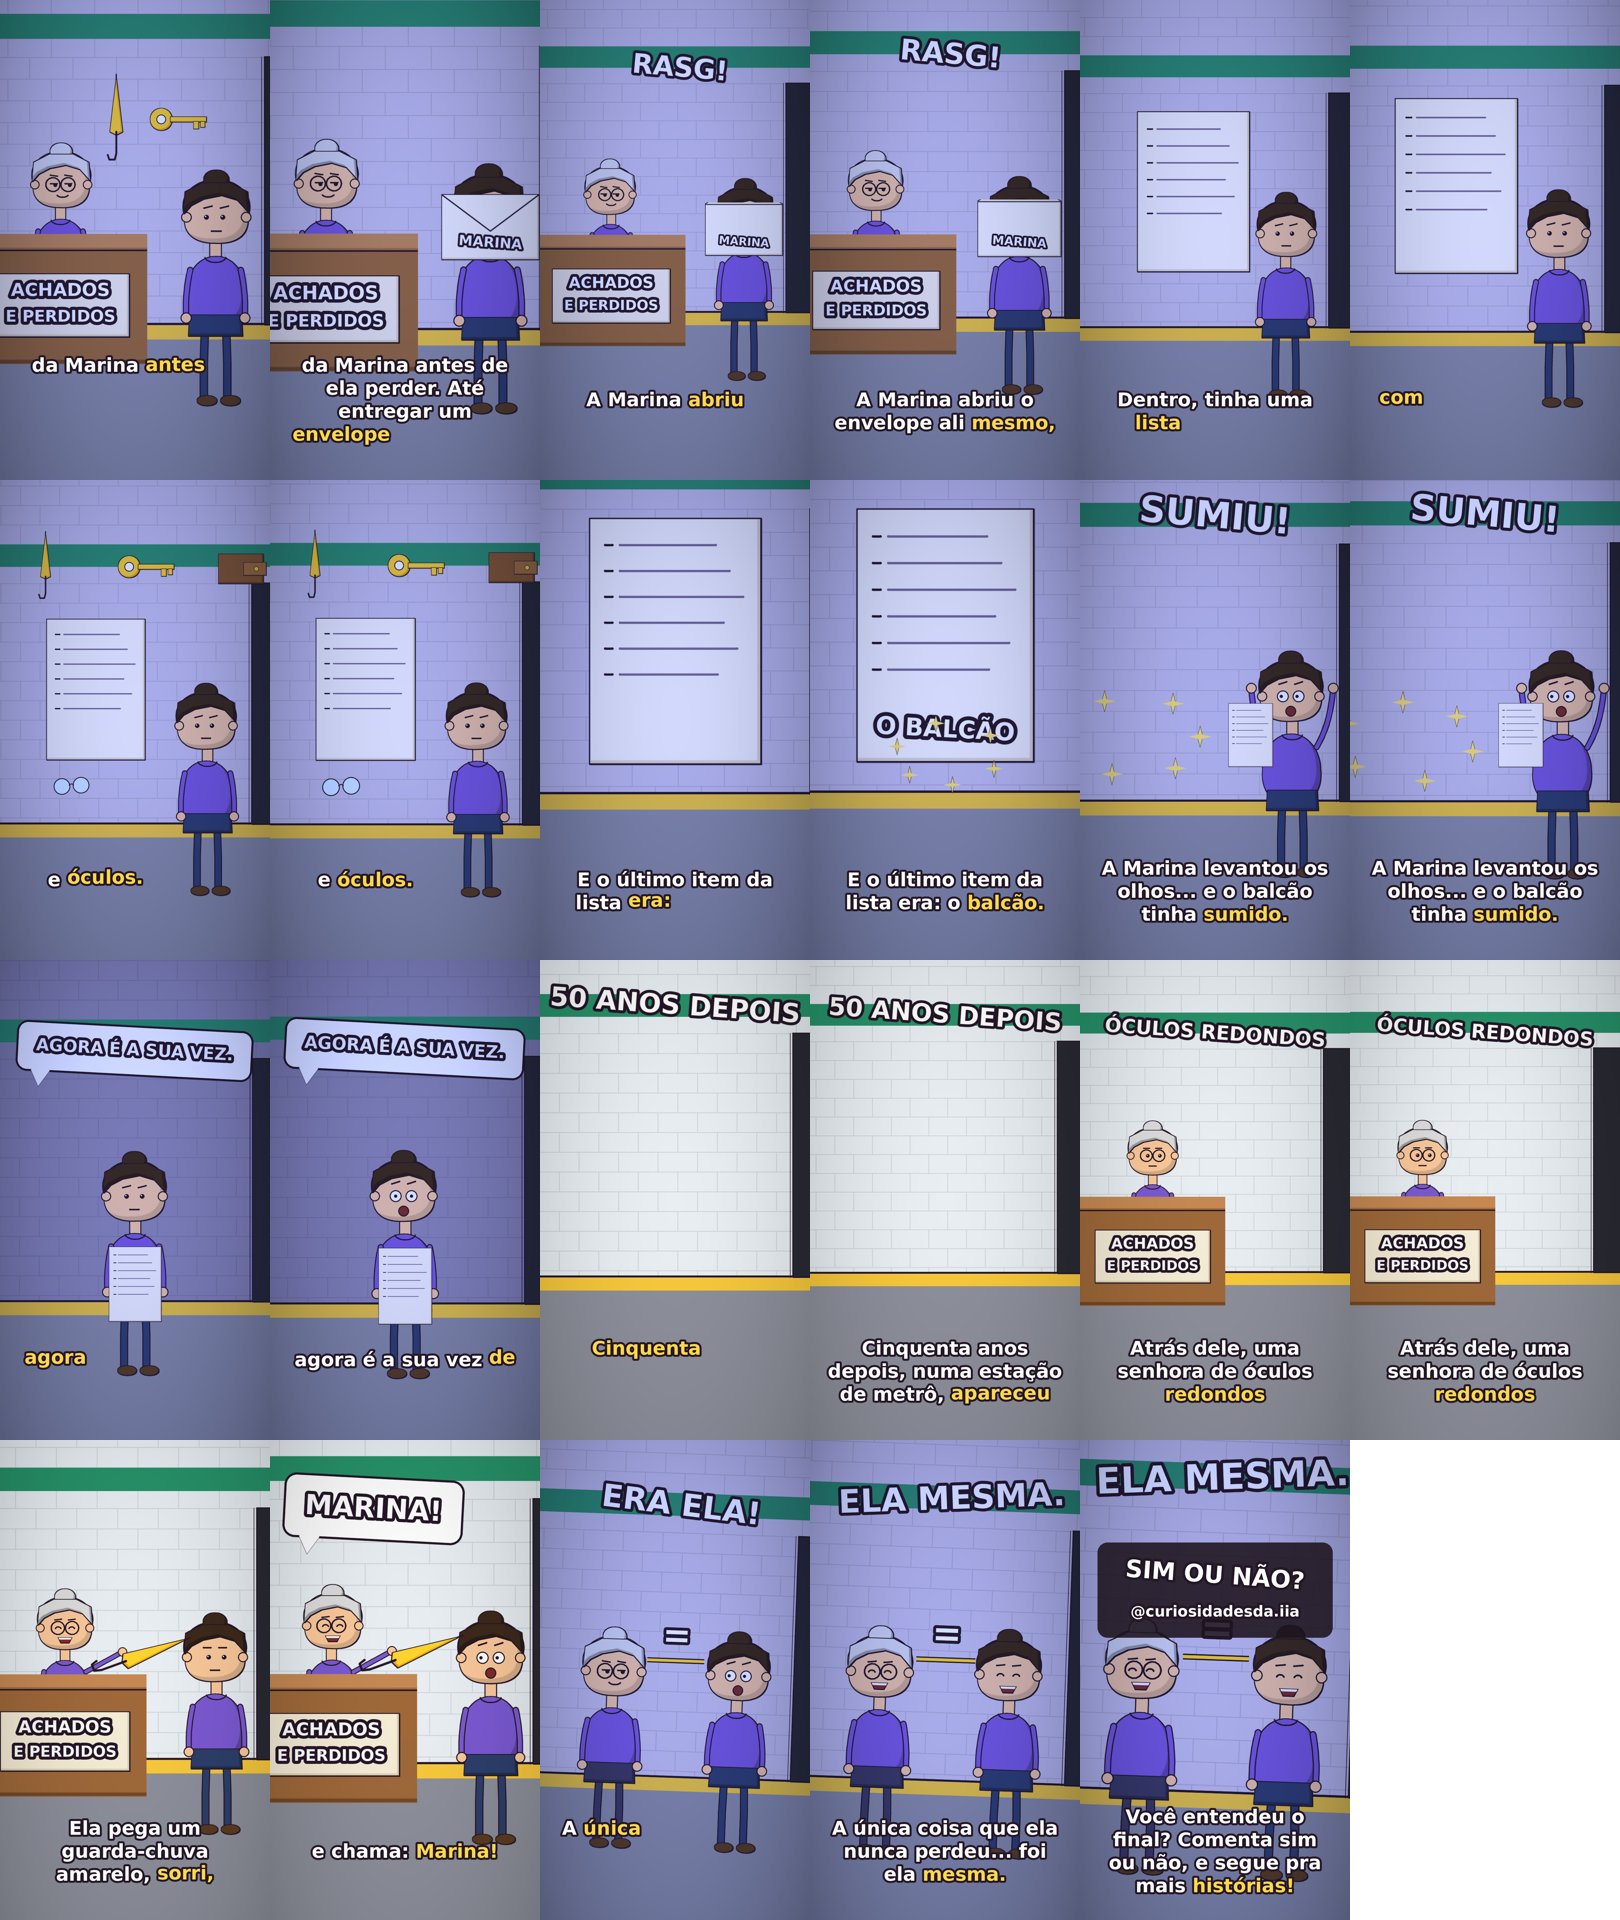 ACHADOS
E PERDIDOS
da Marina antes
MARINA
ACHADOS
E PERDIDOS
da Marina antes de
ela perder. Até
entregar um
envelope
RASG!
MARINA
ACHADOS
E PERDIDOS
A Marina abriu
RASG!
MARINA
ACHADOS
E PERDIDOS
A Marina abriu o
envelope ali mesmo,
Dentro, tinha uma
lista
com
e óculos.
e óculos.
E o último item da
lista era:
O BALCÃO
E o último item da
lista era: o balcão.
SUMIU!
A Marina levantou os
olhos... e o balcão
tinha sumido.
SUMIU!
A Marina levantou os
olhos... e o balcão
tinha sumido.
AGORA É A SUA VEZ.
agora
AGORA É A SUA VEZ.
agora é a sua vez de
50 ANOS DEPOIS
Cinquenta
50 ANOS DEPOIS
Cinquenta anos
depois, numa estação
de metrô, apareceu
ÓCULOS REDONDOS
ACHADOS
E PERDIDOS
Atrás dele, uma
senhora de óculos
redondos
ÓCULOS REDONDOS
ACHADOS
E PERDIDOS
Atrás dele, uma
senhora de óculos
redondos
ACHADOS
E PERDIDOS
Ela pega um
guarda-chuva
amarelo, sorri,
MARINA!
ACHADOS
E PERDIDOS
e chama: Marina!
ERA ELA!
A única
ELA MESMA.
A única coisa que ela
nunca perdeu... foi
ela mesma.
ELA MESMA.
SIM OU NÃO?
@curiosidadesda.iia
Você entendeu o
final? Comenta sim
ou não, e segue pra
mais histórias!